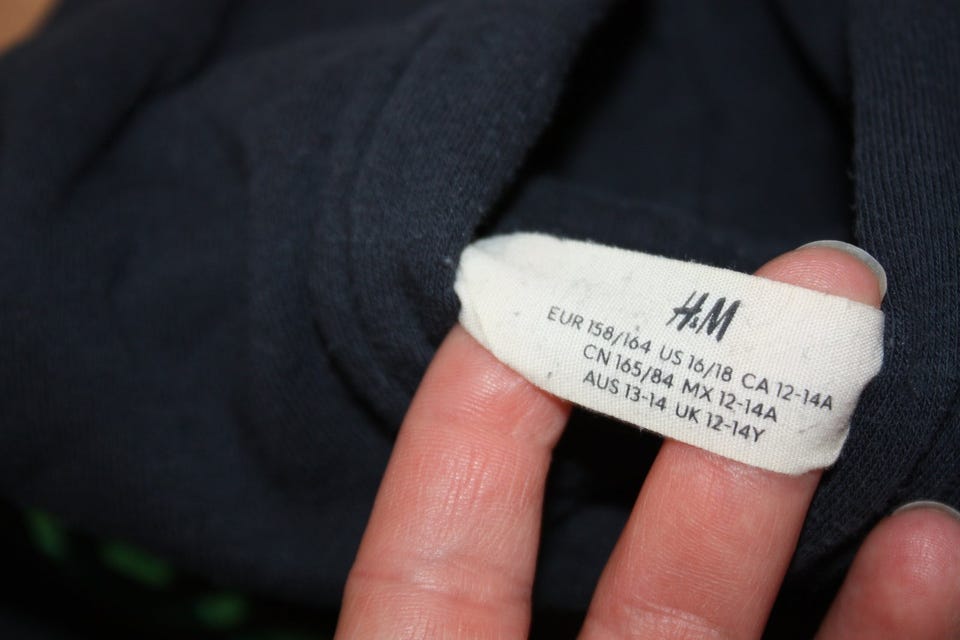 H&M
EUR 158/164 US 16/18 CA 12-14A
CN 165/84 MX 12-14A
AUS 13-14 UK 12-14Y